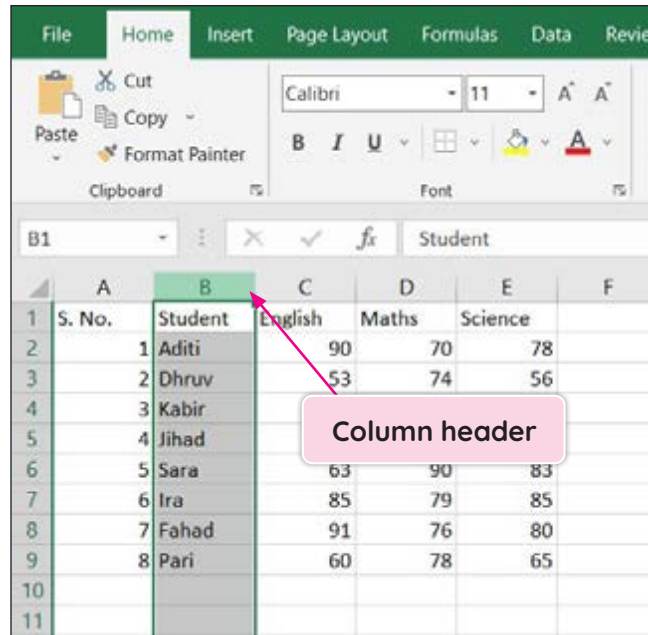 File Home Insert Page Layout Formulas Data
Cut
Copy
Paste
Format Painter
Calibri 11 A A
B I U A
Clipboard Font
B1 fx Student
A B C D E F
1 S. No. Student English Maths Science
2 1 Aditi 90 70 78
3 2 Dhruv 53 74 56
4 3 Kabir
5 4 Jihad
Column header
6 5 Sara 63 90 83
7 6 Ira 85 79 85
8 7 Fahad 91 76 80
9 8 Pari 60 78 65
10
11